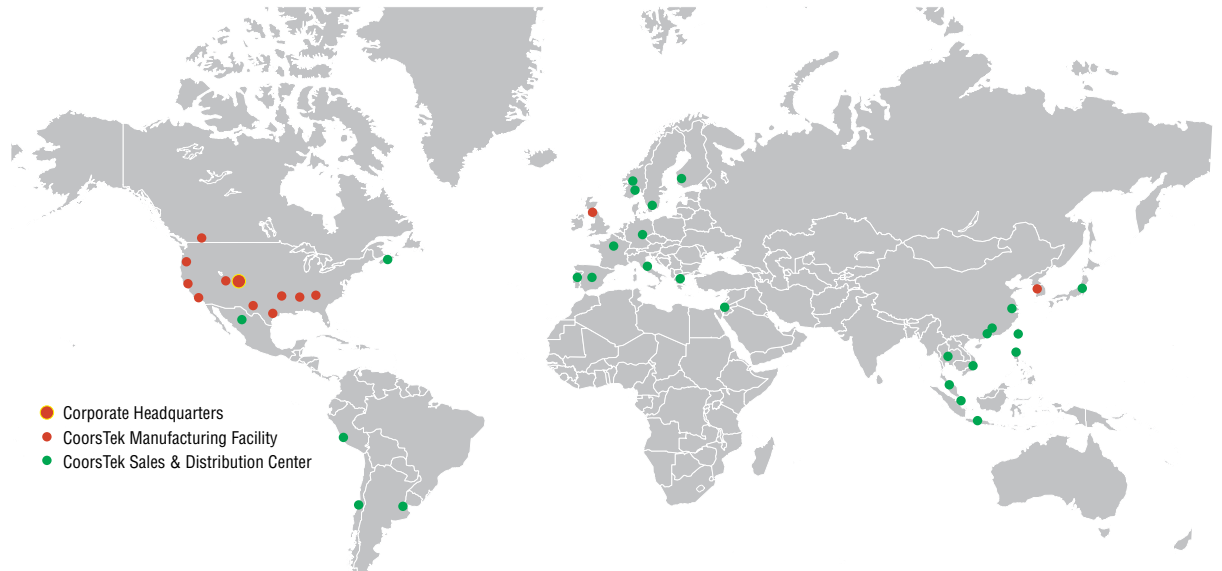 Corporate Headquarters
CoorsTek Manufacturing Facility
CoorsTek Sales & Distribution Center